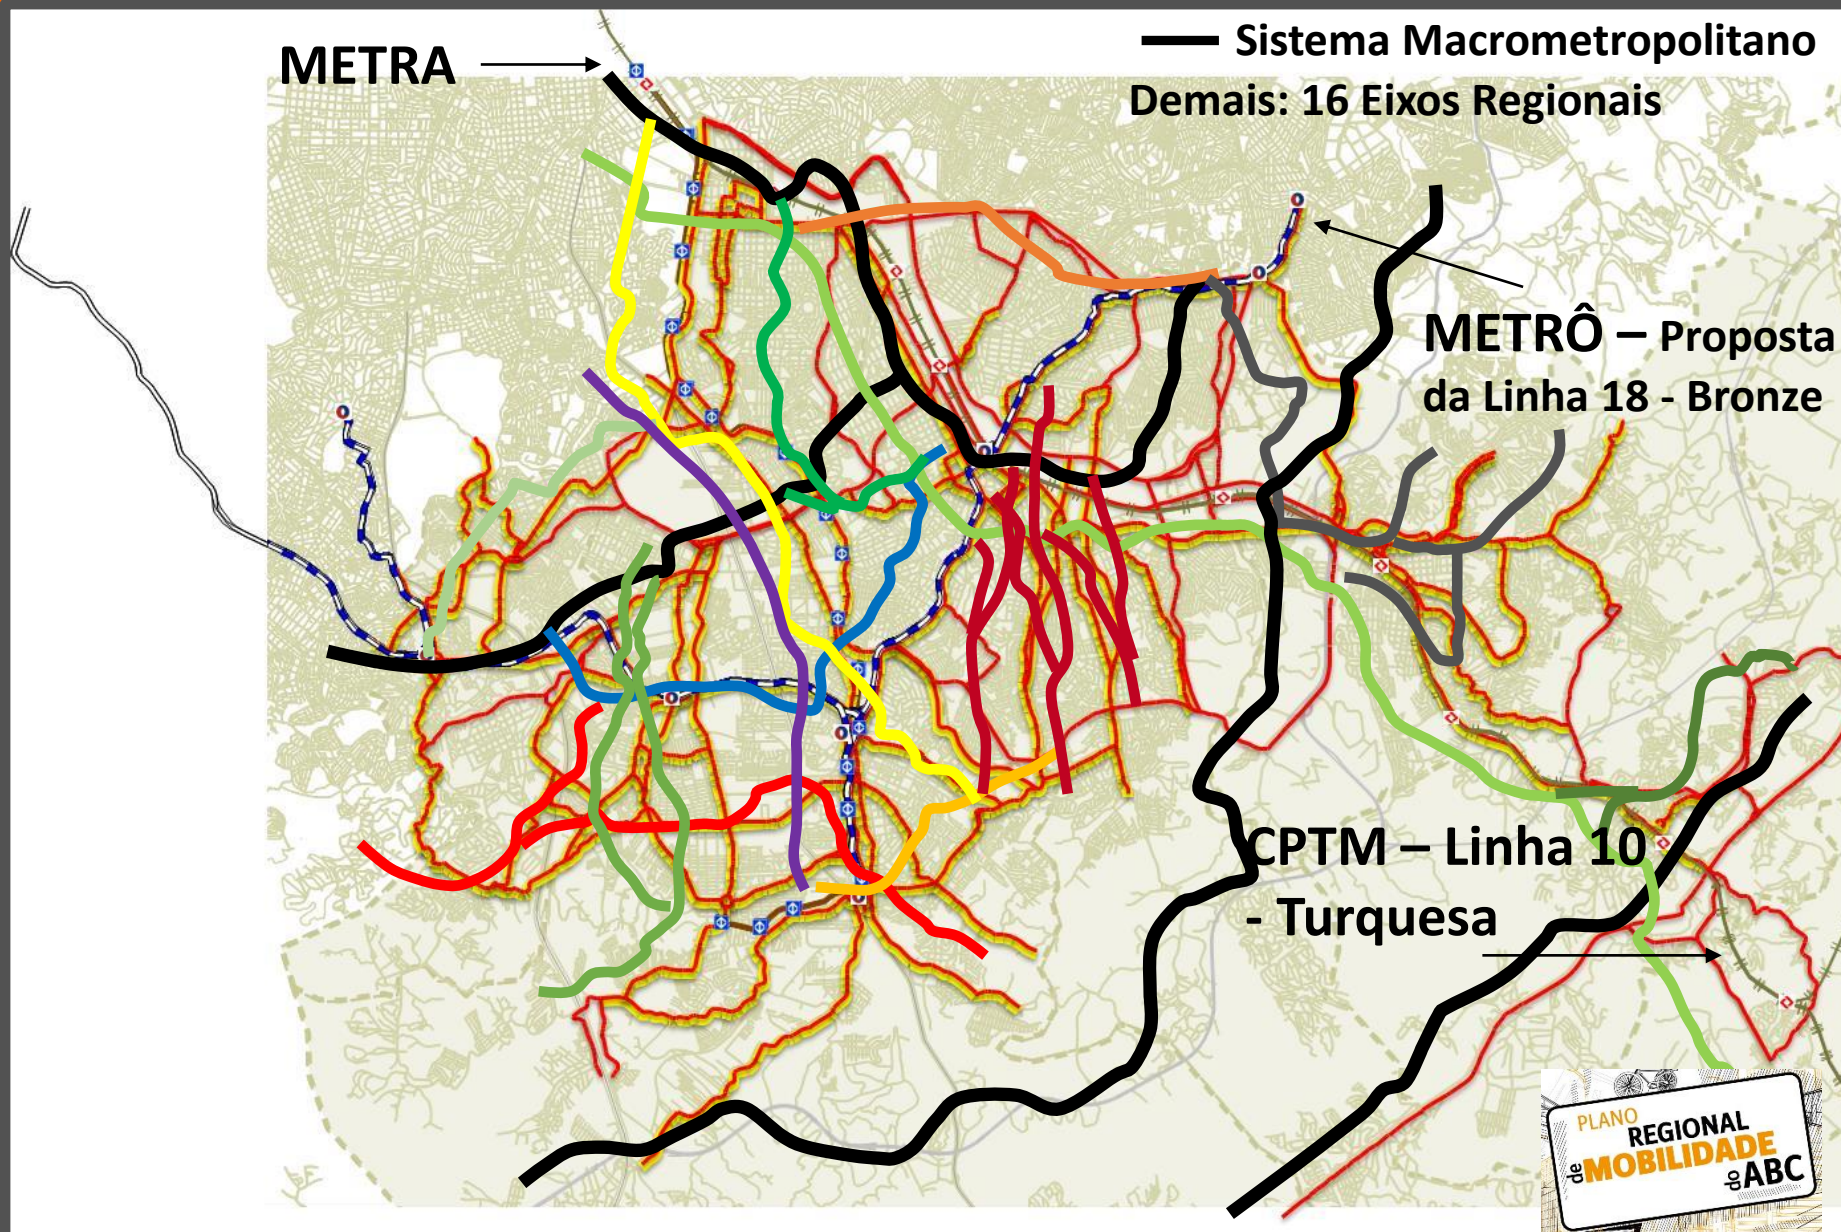 METRA
Sistema Macrometropolitano
Demais: 16 Eixos Regionais
METRÔ – Proposta
da Linha 18 - Bronze
CPTM – Linha 10
- Turquesa
PLANO
REGIONAL
de MOBILIDADE
do ABC